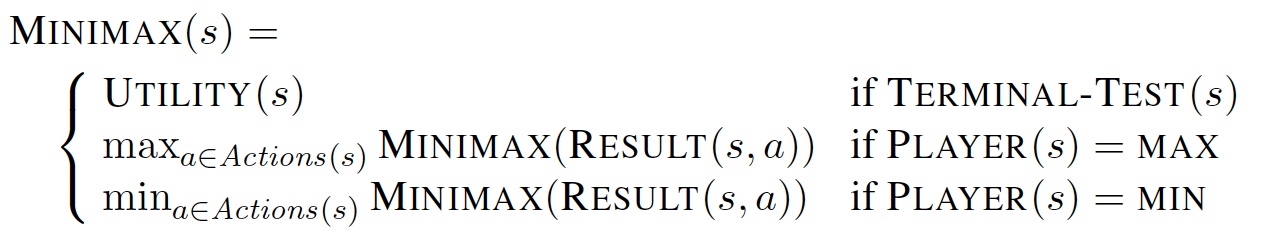 MINIMAX(s) =
UTILITY(s) if TERMINAL-TEST(s)
max_{a∈Actions(s)} MINIMAX(RESULT(s, a)) if PLAYER(s) = MAX
min_{a∈Actions(s)} MINIMAX(RESULT(s, a)) if PLAYER(s) = MIN